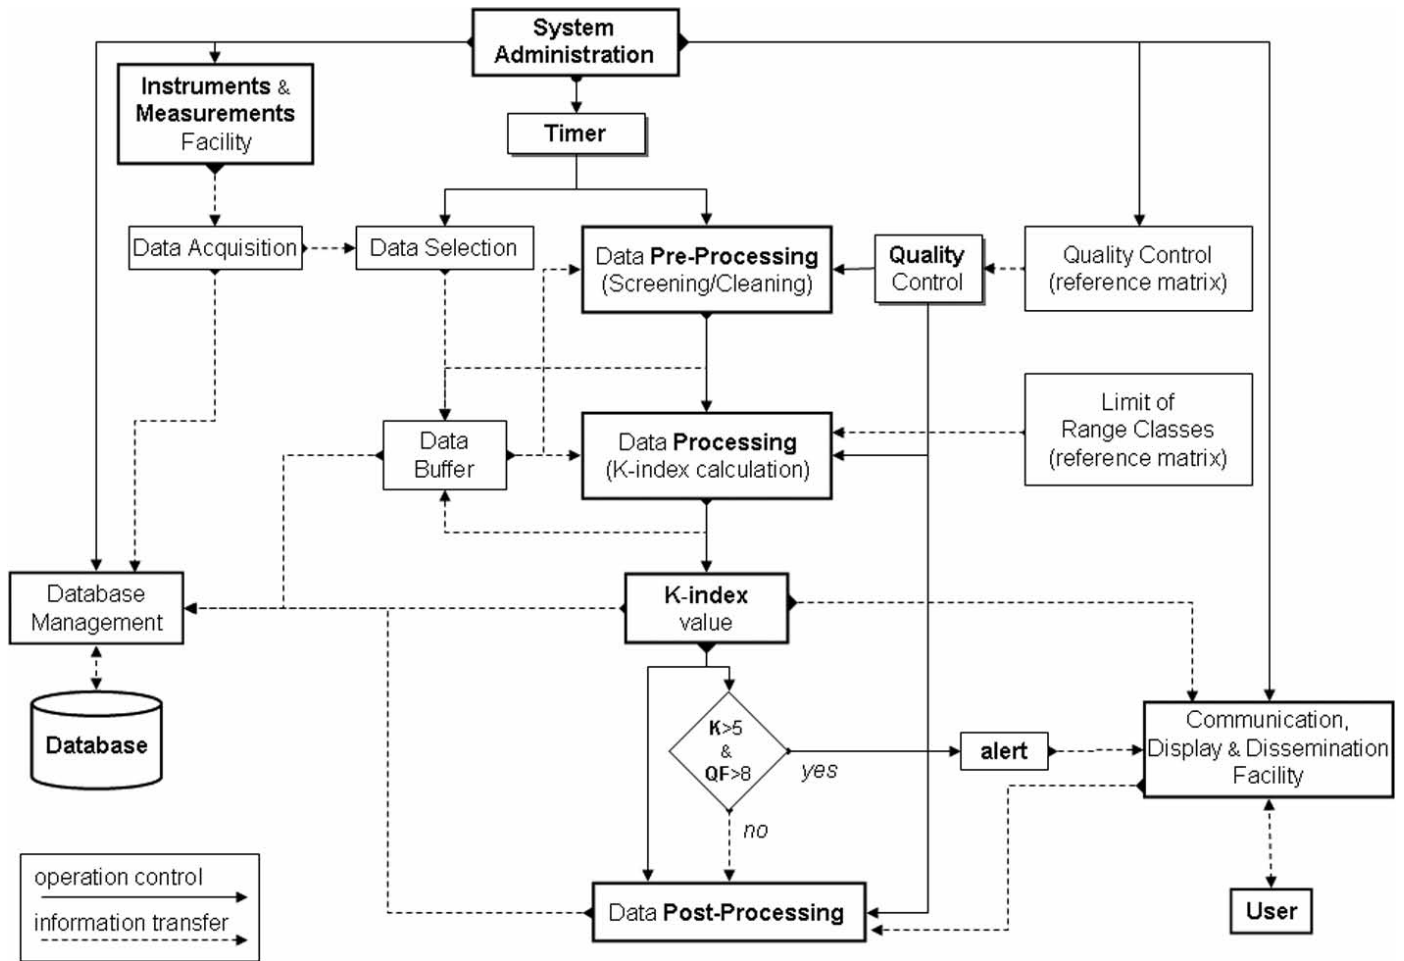 System
Administration
Instruments &
Measurements
Facility
Timer
Data Acquisition
Data Selection
Data Pre-Processing
(Screening/Cleaning)
Quality
Control
Quality Control
(reference matrix)
Limit of
Range Classes
(reference matrix)
Data
Buffer
Data Processing
(K-index calculation)
Database
Management
K-index
value
Database
K>5
&
QF>8
yes
no
alert
Communication,
Display & Dissemination
Facility
operation control
information transfer
Data Post-Processing
User